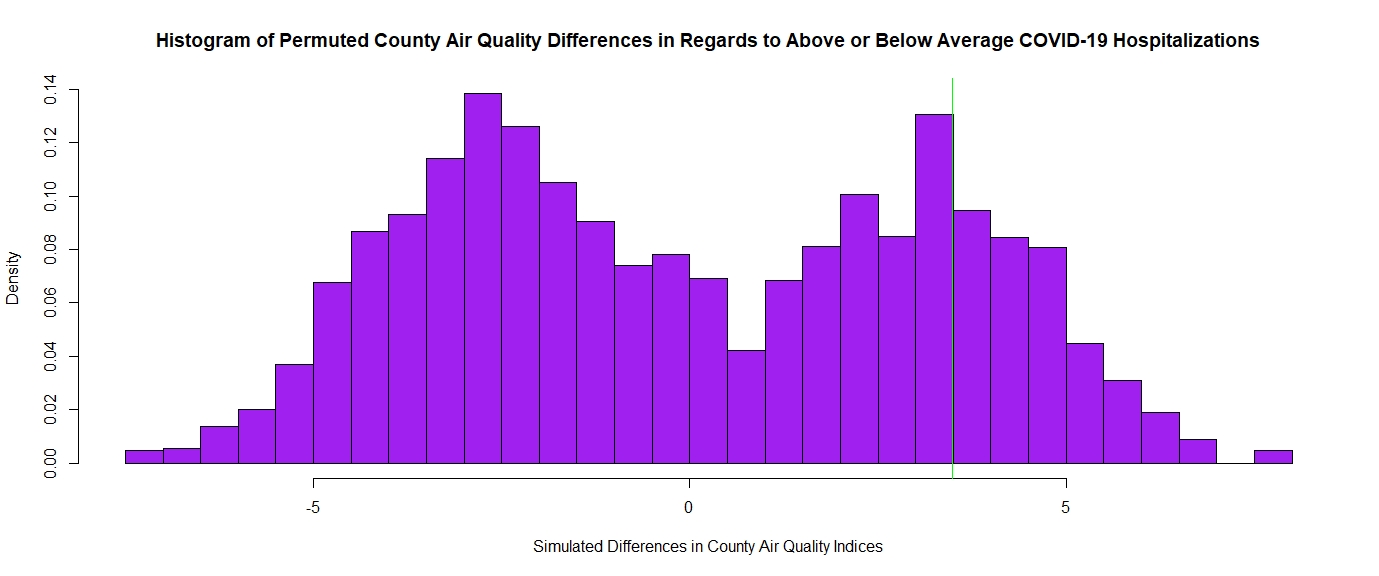 Histogram of Permuted County Air Quality Differences in Regards to Above or Below Average COVID-19 Hospitalizations
Density
0.14
0.12
0.10
0.08
0.06
0.04
0.02
0.00
-5 0 5
Simulated Differences in County Air Quality Indices